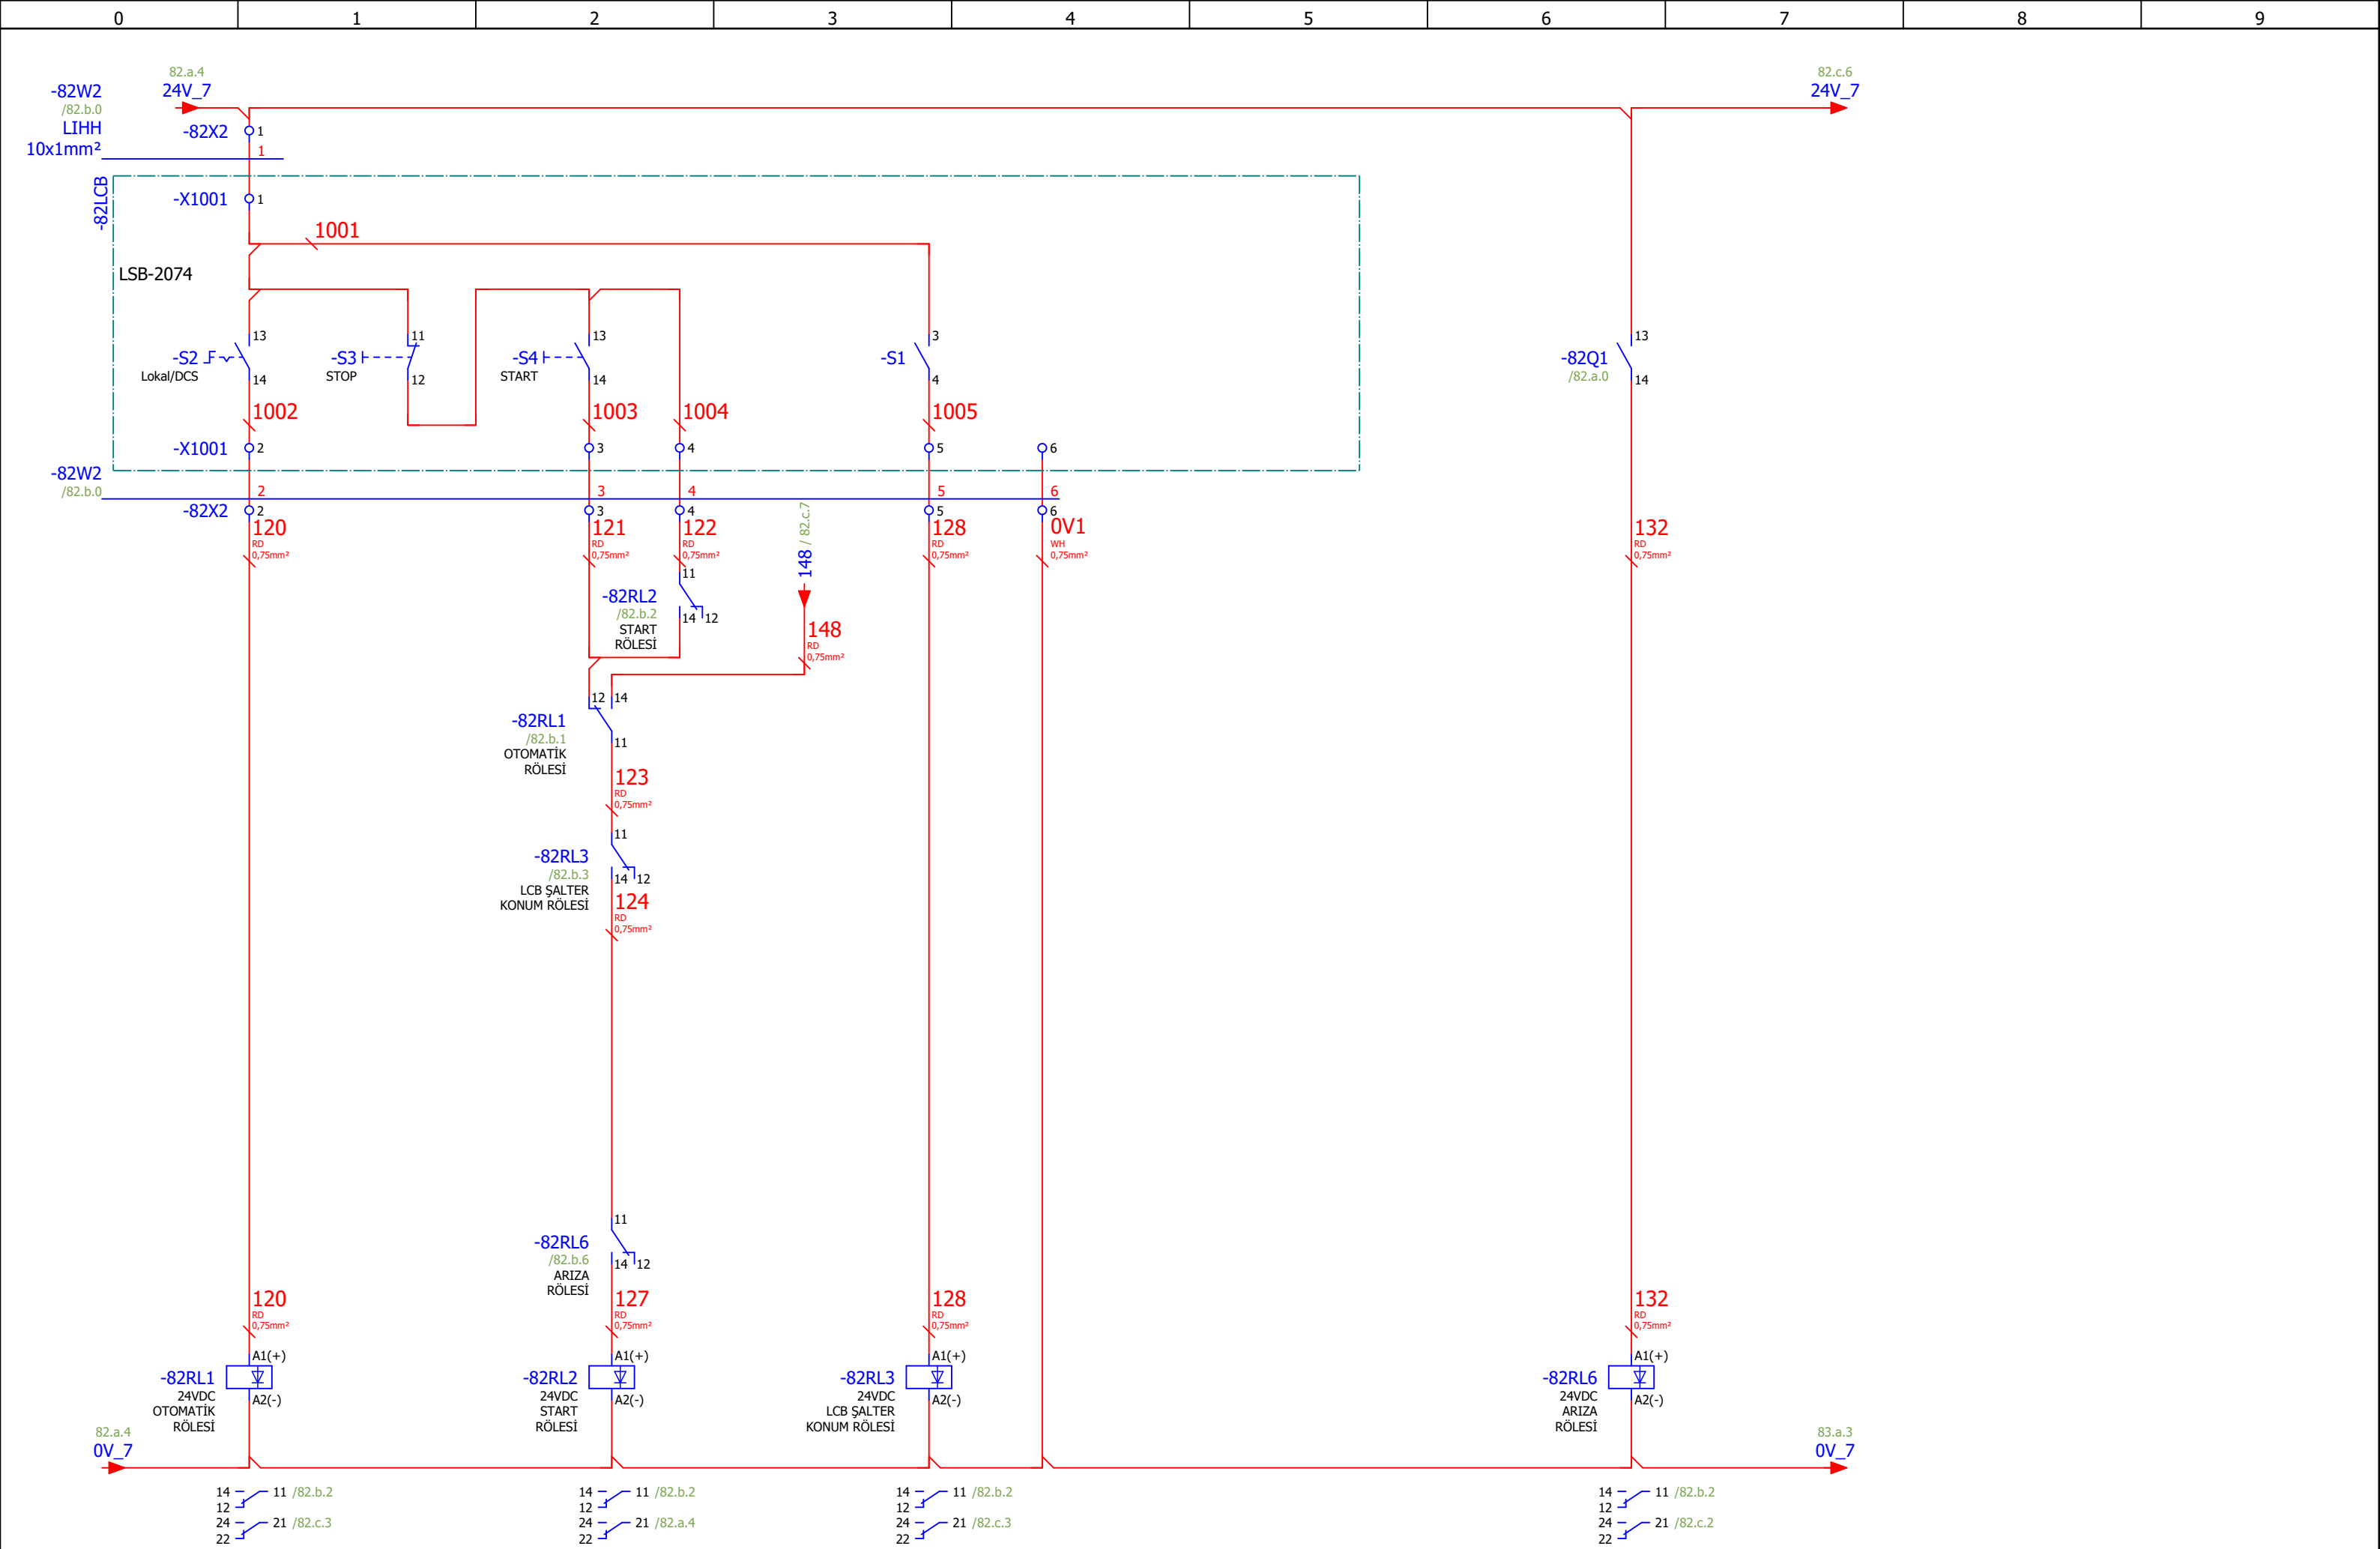 0 1 2 3 4 5 6 7 8 9
82.a.4
24V_7
82.c.6
24V_7
-82W2
/82.b.0
LIHH
10x1mm²
-82X2 1
1
-82LCB
-X1001 1
1001
LSB-2074
13 11 13 3 13
-S2 -S3 -S4 -S1 -82Q1
Lokal/DCS STOP START /82.a.0
14 12 14 4 14
1002 1003 1004 1005
-X1001 2 3 4 5 6
-82W2
/82.b.0
2 3 4 5 6
-82X2 2 3 4 5 6
120 121 122 128 0V1 132
RD RD RD RD WH RD
0,75mm² 0,75mm² 0,75mm² 0,75mm² 0,75mm² 0,75mm²
148 / 82.c.7
11
-82RL2
/82.b.2
14 12
START
RÖLESİ
148
RD
0,75mm²
12 14
-82RL1
/82.b.1
11
OTOMATİK
RÖLESİ
123
RD
0,75mm²
11
-82RL3
/82.b.3
14 12
LCB ŞALTER
KONUM RÖLESİ
124
RD
0,75mm²
11
-82RL6
/82.b.6
14 12
ARIZA
RÖLESİ
120 127 128 132
RD RD RD RD
0,75mm² 0,75mm² 0,75mm² 0,75mm²
A1(+) A1(+) A1(+) A1(+)
-82RL1 -82RL2 -82RL3 -82RL6
24VDC 24VDC 24VDC 24VDC
A2(-) A2(-) A2(-) A2(-)
OTOMATİK START LCB ŞALTER ARIZA
RÖLESİ RÖLESİ KONUM RÖLESİ RÖLESİ
82.a.4
0V_7
83.a.3
0V_7
14 11 /82.b.2 14 11 /82.b.2 14 11 /82.b.2 14 11 /82.b.2
12 12 12 12
24 21 /82.c.3 24 21 /82.a.4 24 21 /82.c.3 24 21 /82.c.2
22 22 22 22